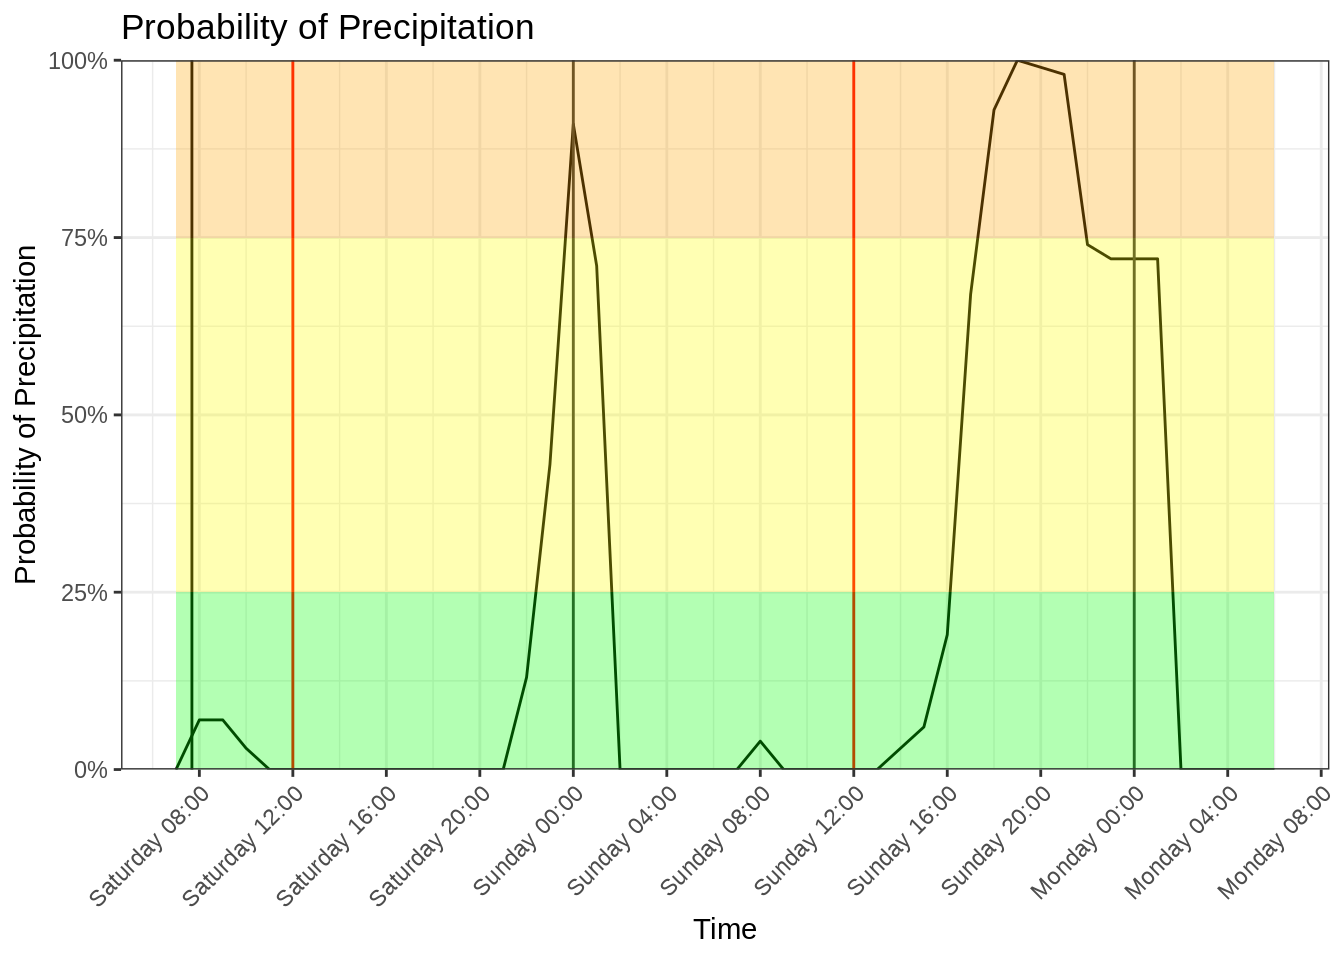 Probability of Precipitation
Probability of Precipitation
100%
75%
50%
25%
0%
Saturday 08:00
Saturday 12:00
Saturday 16:00
Saturday 20:00
Sunday 00:00
Sunday 04:00
Sunday 08:00
Sunday 12:00
Sunday 16:00
Sunday 20:00
Monday 00:00
Monday 04:00
Monday 08:00
Time